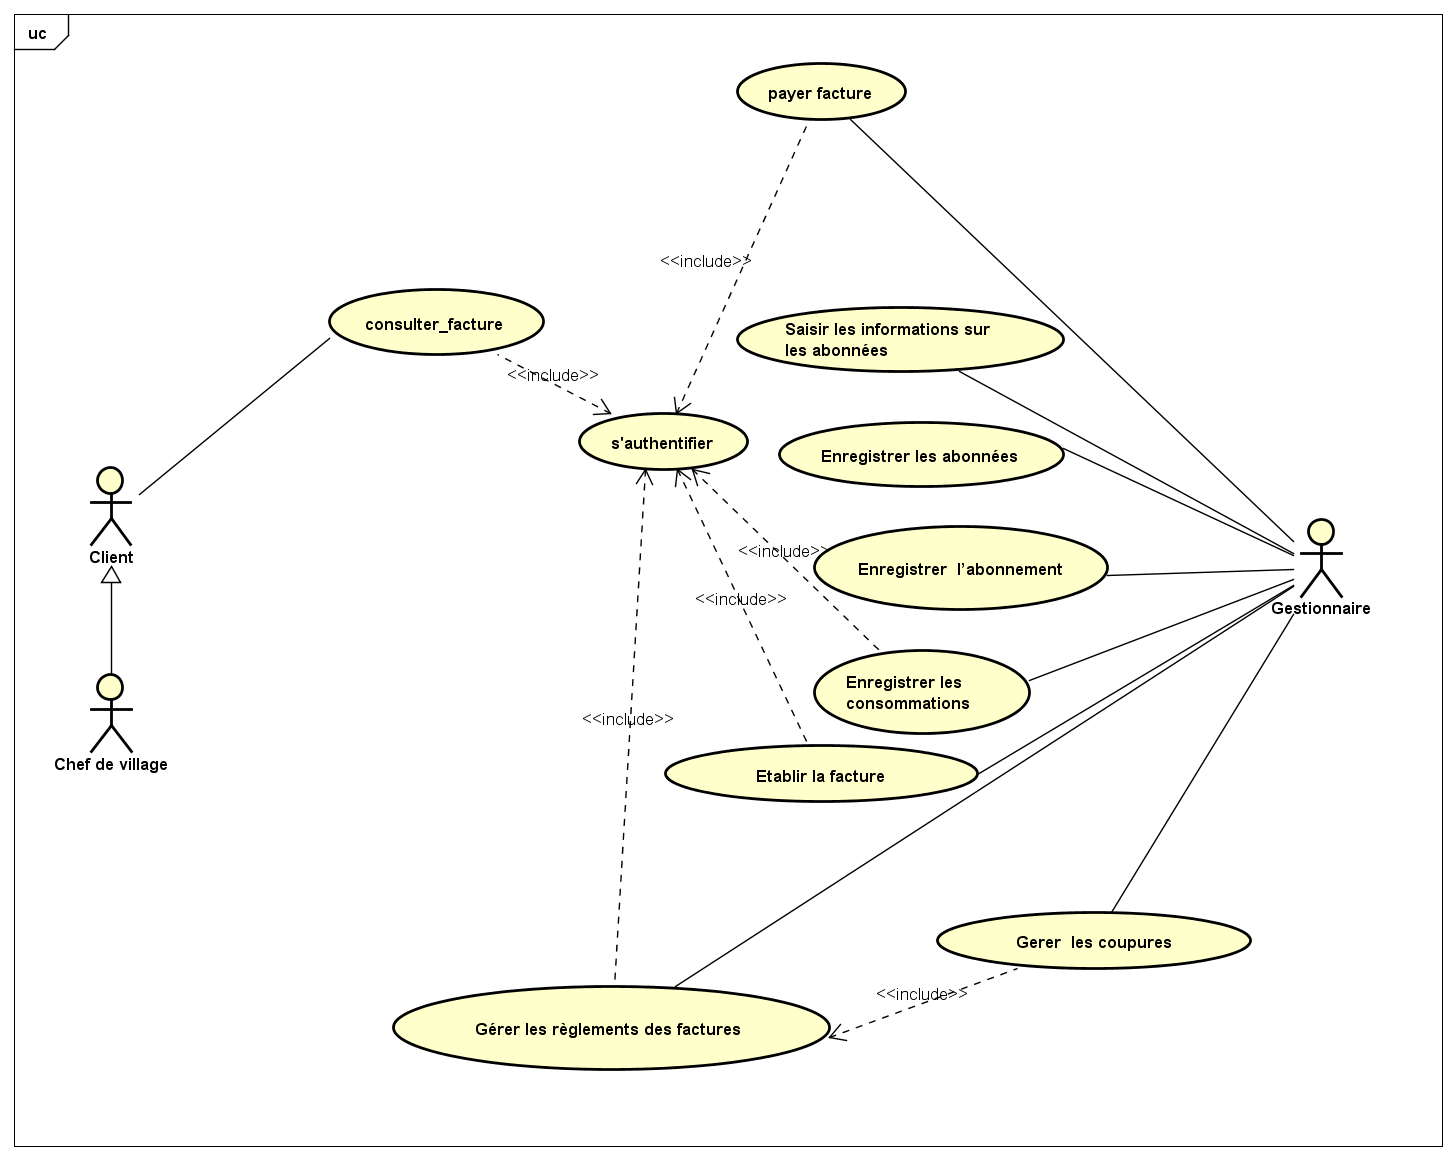 uc
payer facture
<<include>>
consulter_facture
Saisir les informations sur
les abonnées
<<include>>
s'authentifier
Enregistrer les abonnées
<<include>>
Client
Enregistrer  l’abonnement
<<include>>
Gestionnaire
Enregistrer les
consommations
<<include>>
Chef de village
Etablir la facture
Gerer  les coupures
<<include>>
Gérer les règlements des factures